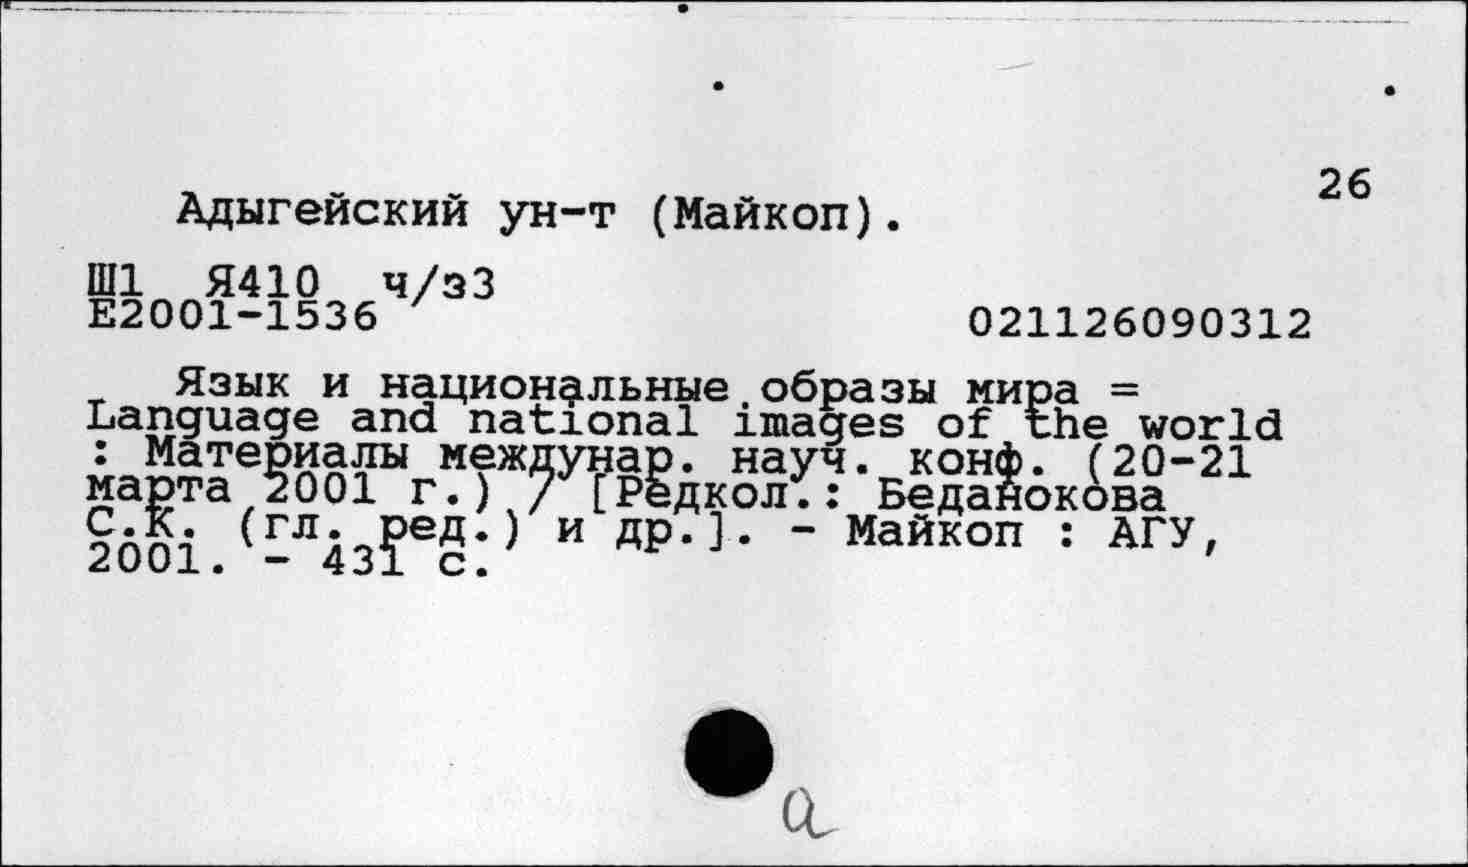 26
Адыгейский ун-т (Майкоп).
Ш1 Я410 ч/з3
Е2001-1536
021126090312
Язык и национальные образы мира =
Language and national images of the world
: Материалы междунар. науч. конф. (20-21
марта 2001 г.) / [Редкол.: Беданокова
С.К. (гл. ред.) и др.]. - Майкоп : АГУ,
2001. - 431 с.
a